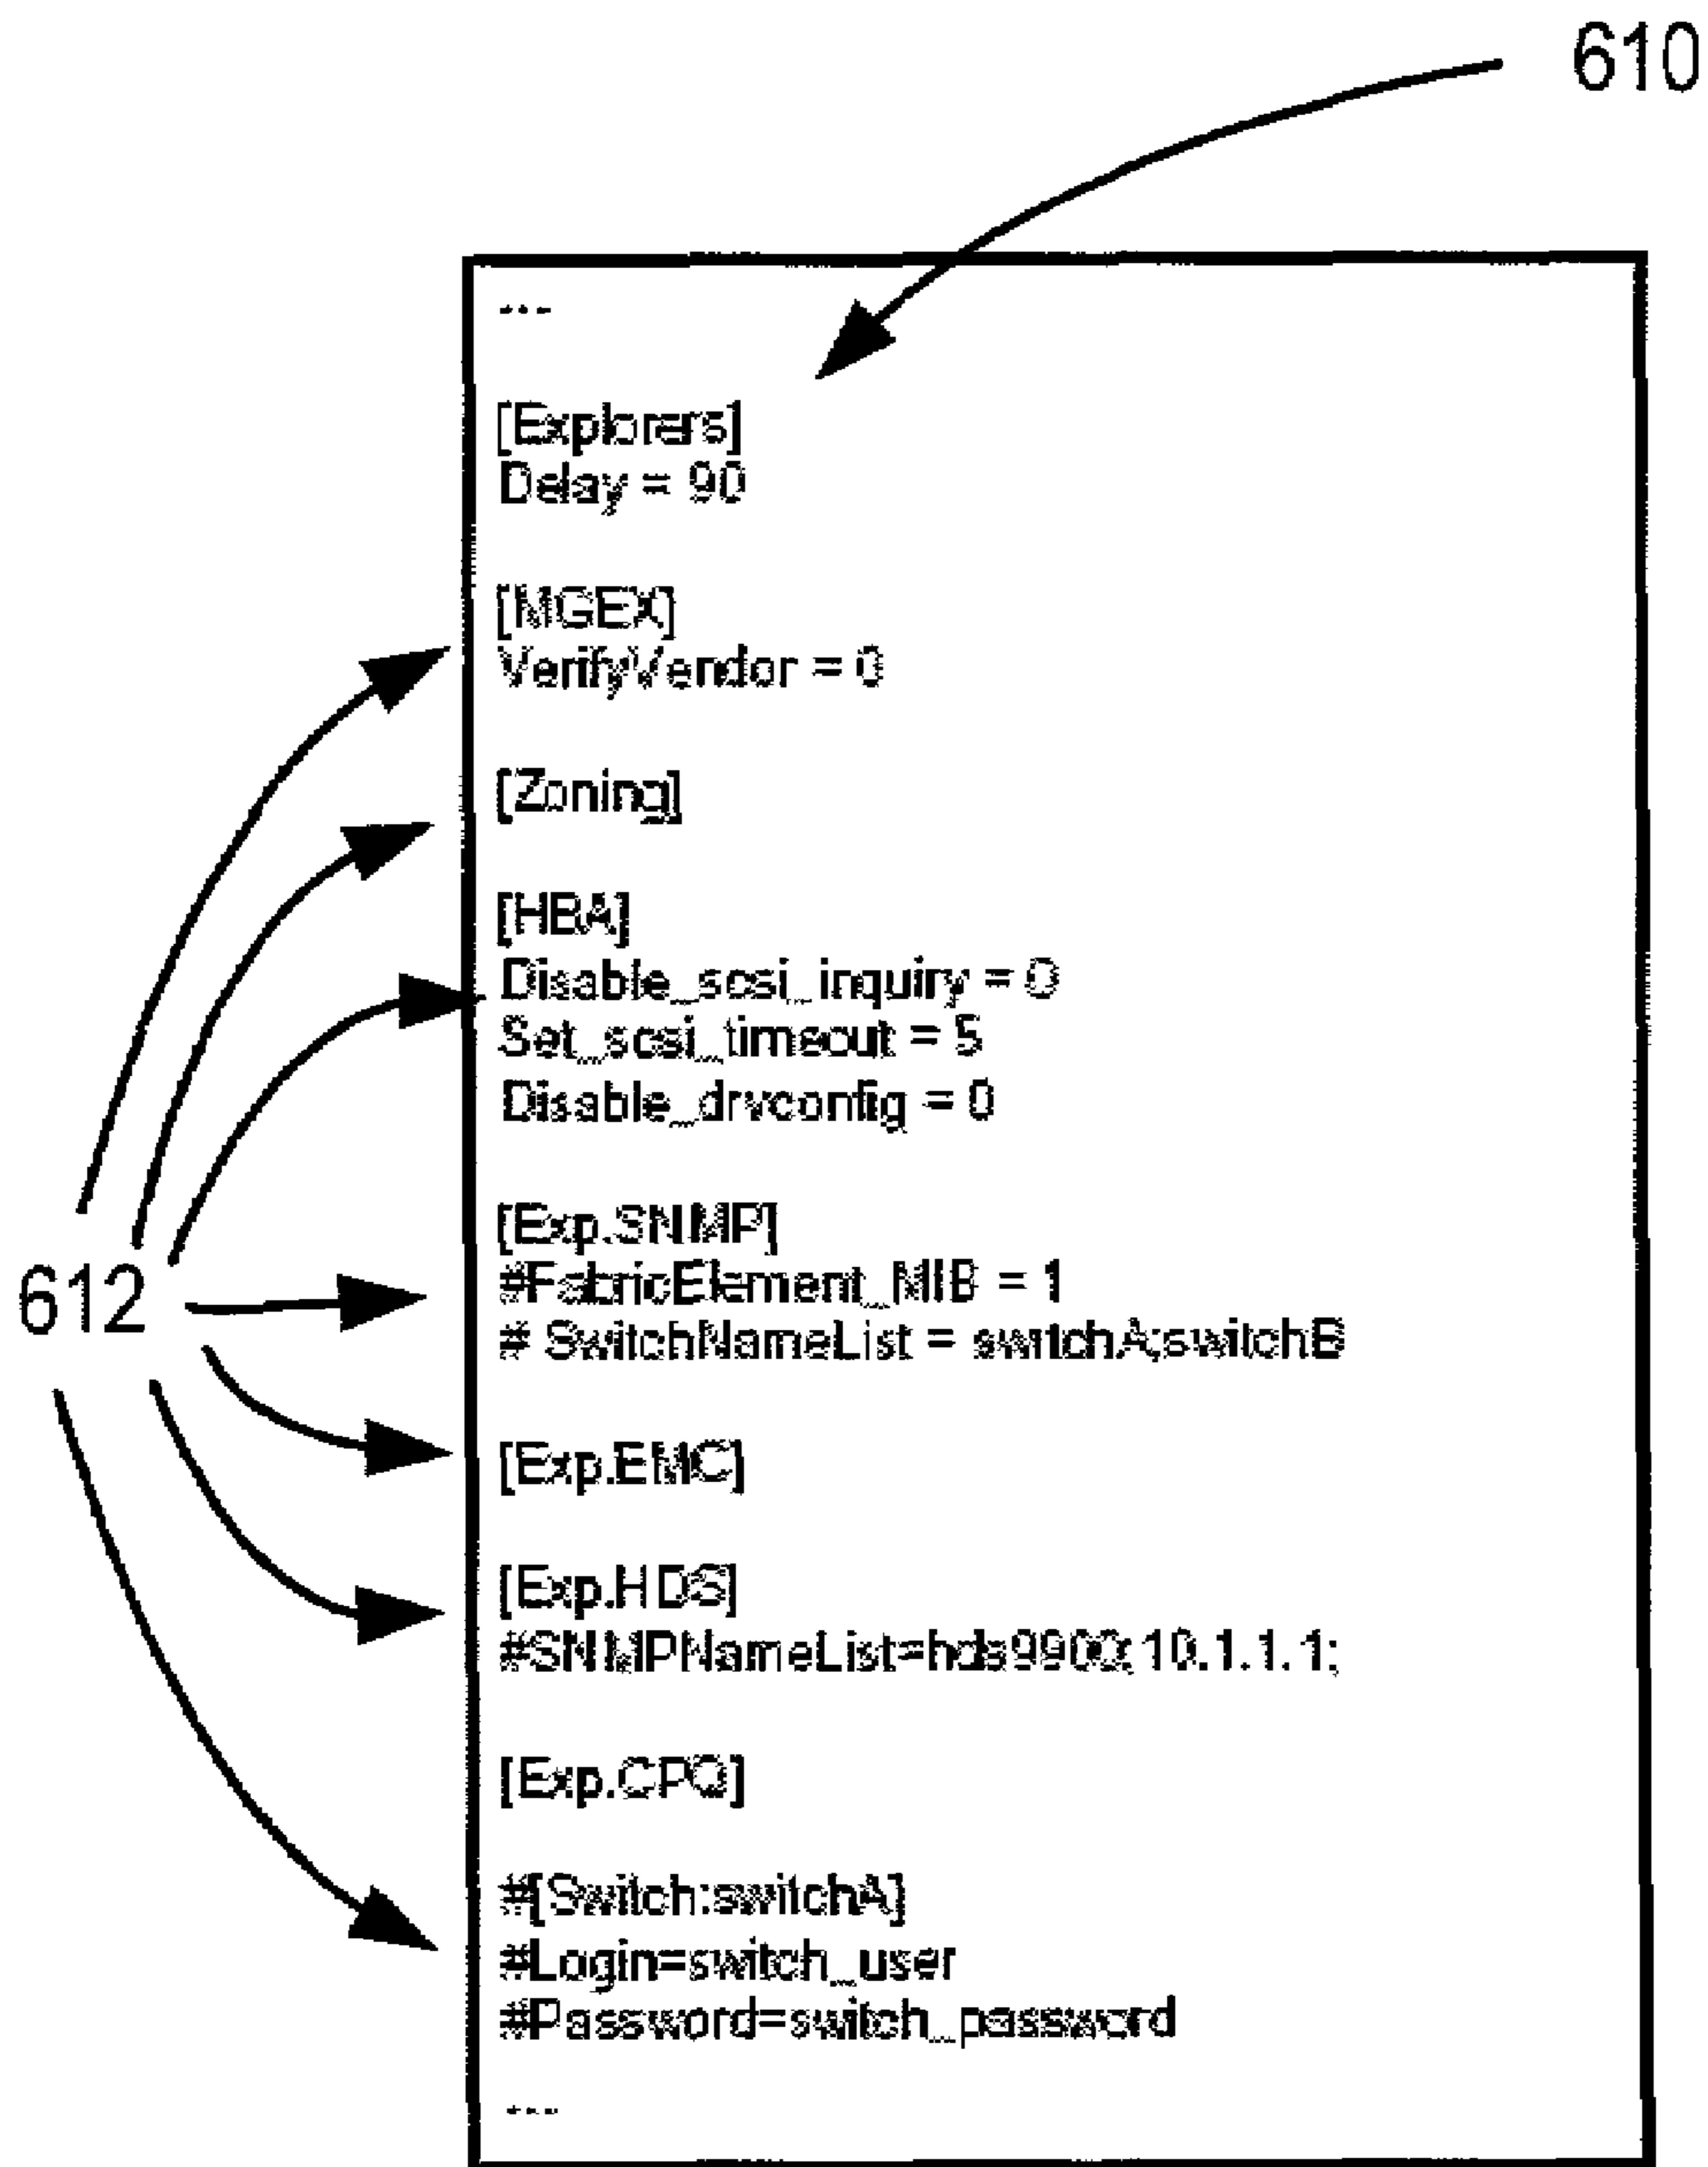 610
...
[Explorers]
Delay = 90
[MGEX]
VerifyVendor = 0
[Zoning]
[HBA]
Disable_scsi_inquiry = 0
Set_scsi_timeout = 5
Disable_drvconfig = 0
[Exp.SNMP]
#FabricElement_MIB = 1
# SwitchNameList = switchA;switchB
612
[Exp.EMC]
[Exp.HDS]
#SNMPNameList=hds9900;10.1.1.1;
[Exp.CPQ]
#[Switch:switchA]
#Login=switch_user
#Password=switch_password
...